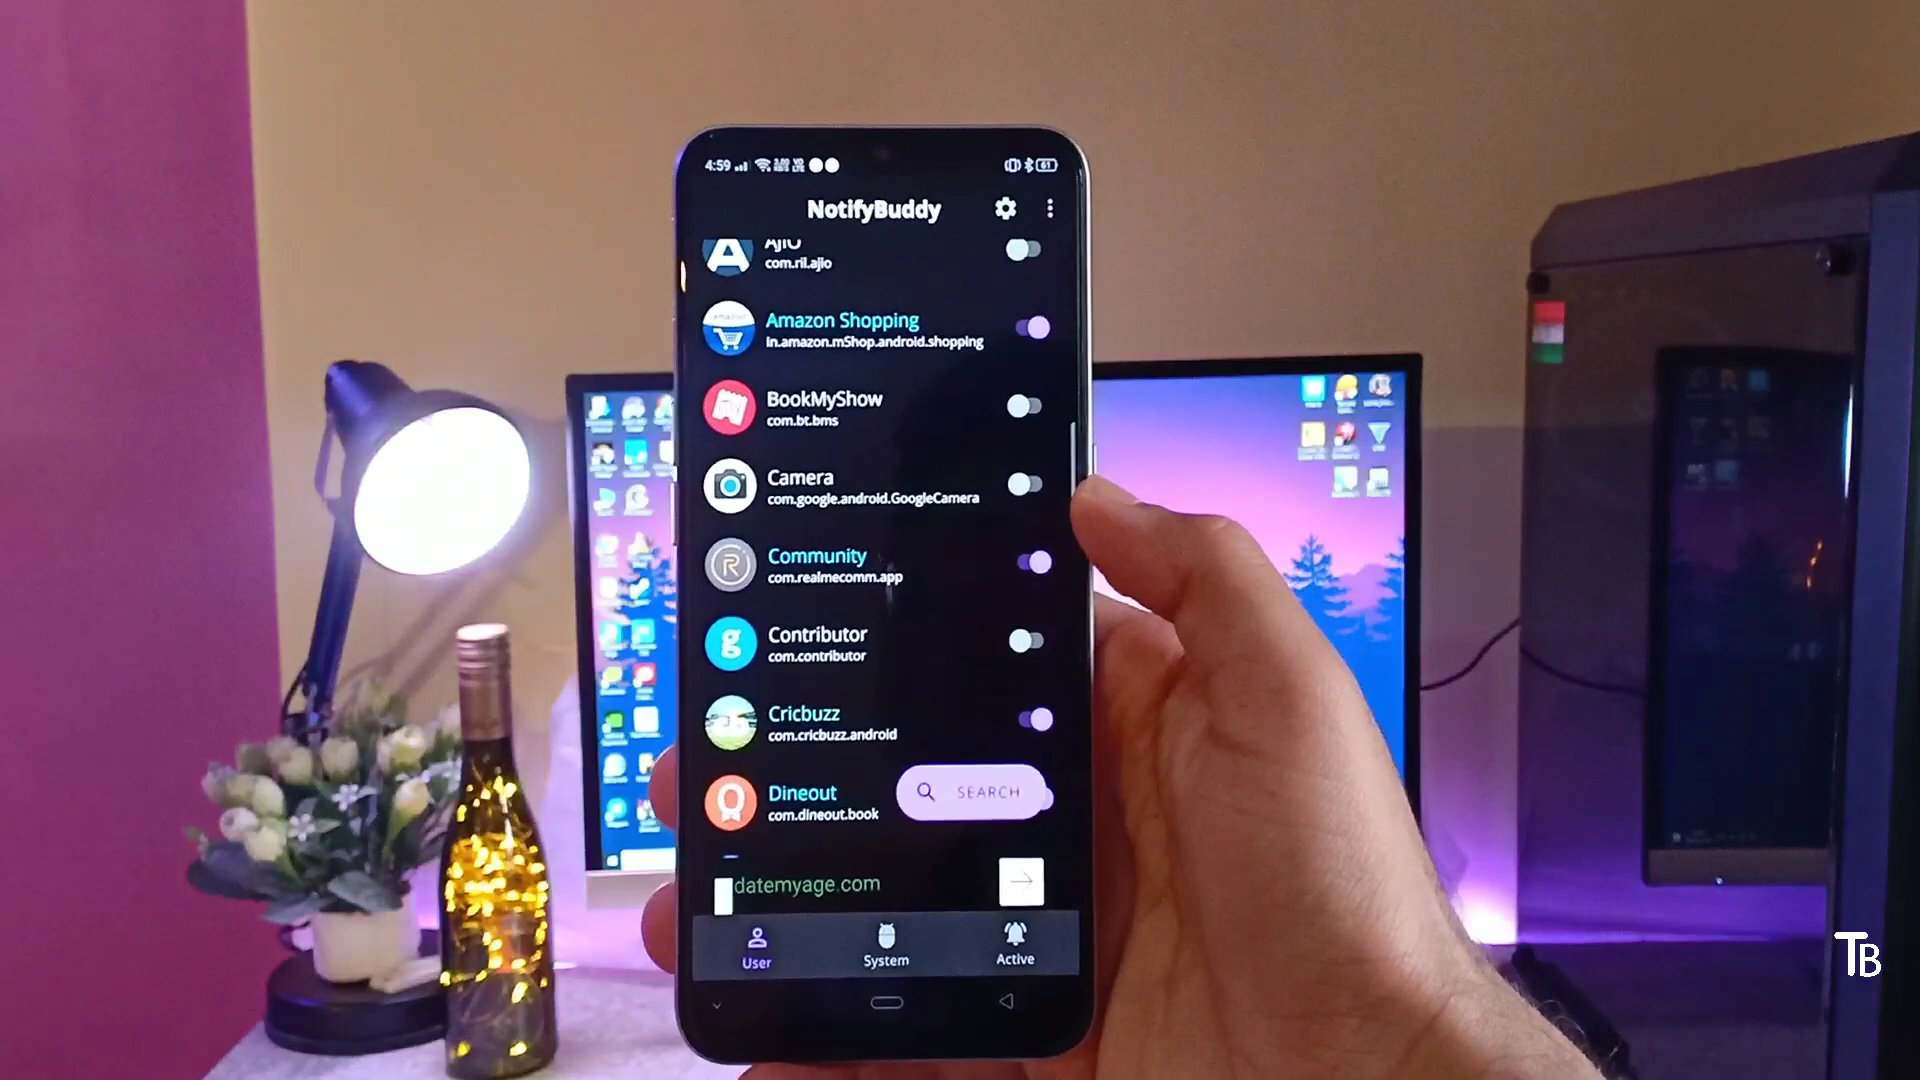 4:59
61
NotifyBuddy
AJIO
com.ril.ajio
Amazon Shopping
in.amazon.mShop.android.shopping
BookMyShow
com.bt.bms
Camera
com.google.android.GoogleCamera
Community
com.realmecomm.app
Contributor
com.contributor
Cricbuzz
com.cricbuzz.android
Dineout
com.dineout.book
SEARCH
datemyage.com
User
System
Active
TB